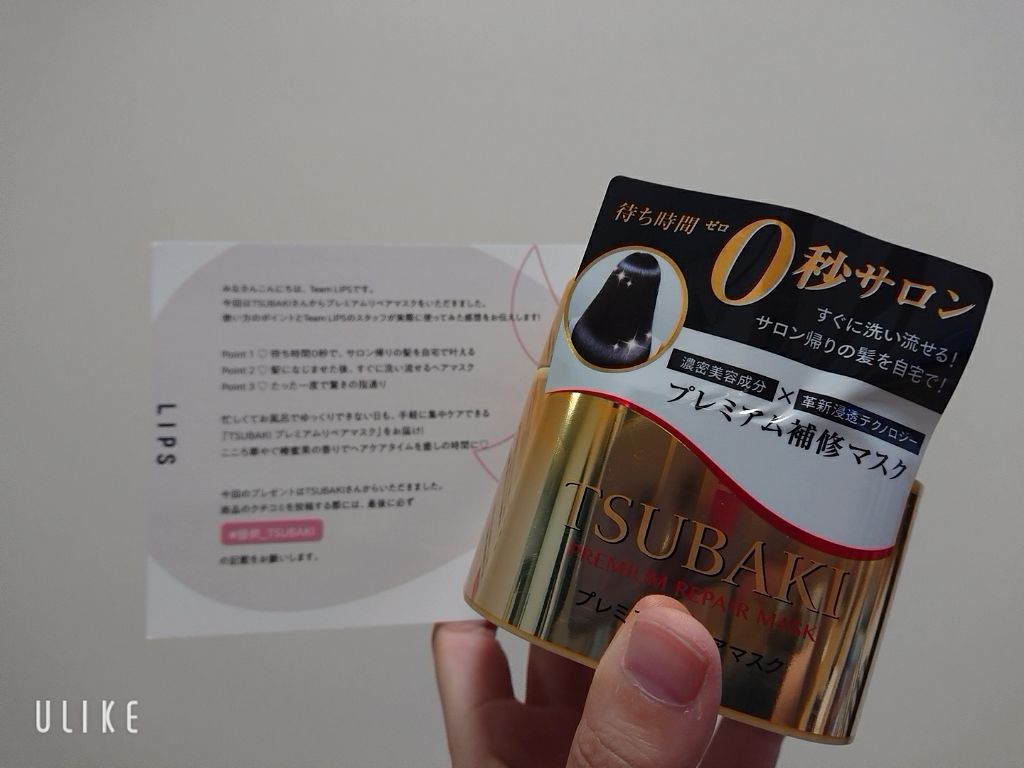 みなさんこんにちは、Team LIPSです。
今回はTSUBAKIさんからプレミアムリペアマスクをいただきました。
使い方のポイントとTeam LIPSのスタッフが実際に使ってみた感想をお伝えします!
Point 1 ♡ 待ち時間0秒で、サロン帰りの髪を自宅で叶える
Point 2 ♡ 髪になじませた後、すぐに洗い流せるヘアマスク
Point 3 ♡ たった一度で驚きの指通り
忙しくてお風呂でゆっくりできない日も、手軽に集中ケアできる
「TSUBAKI プレミアムリペアマスク」をお届け!
こころ華やぐ椿蜜果の香りでヘアケアタイムを癒しの時間に♡
今回のプレゼントはTSUBAKIさんからいただきました。
商品のクチコミを投稿する際には、最後に必ず
#提供_TSUBAKI
の記載をお願いします。
LIPS
待ち時間 ゼロ 0秒サロン
すぐに洗い流せる!
サロン帰りの髪を自宅で!
濃密美容成分 × 革新浸透テクノロジー
プレミアム補修マスク
TSUBAKI
PREMIUM REPAIR MASK
プレミ アマスク
ULIKE